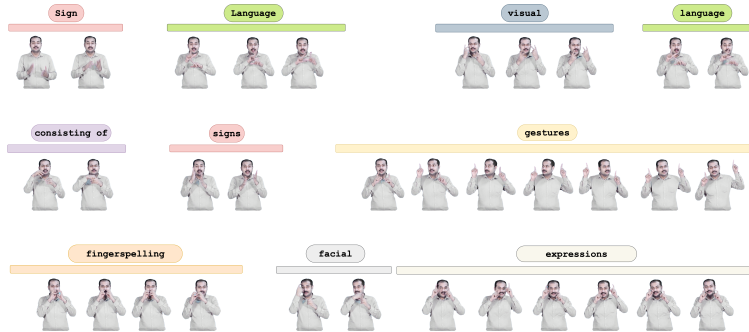 Sign Language visual language
consisting of signs gestures
fingerspelling facial expressions